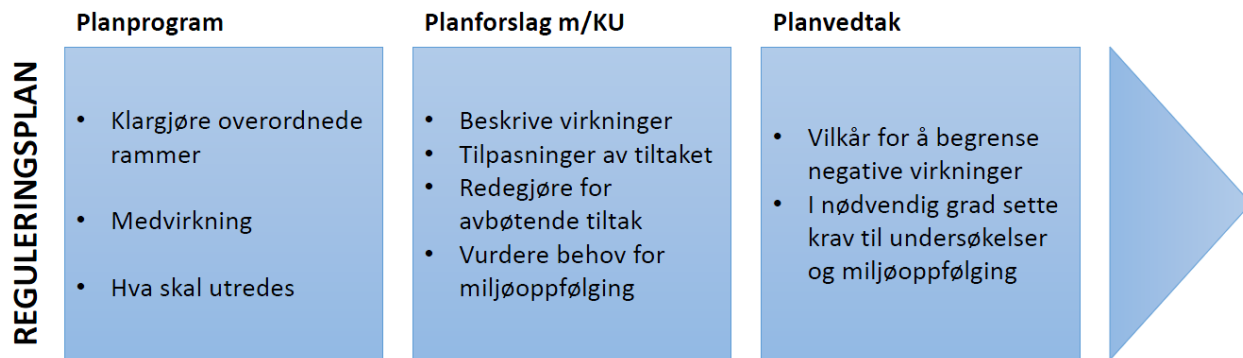 REGULERINGSPLAN
Planprogram
• Klargjøre overordnede
rammer
• Medvirkning
• Hva skal utredes
Planforslag m/KU
• Beskrive virkninger
• Tilpasninger av tiltaket
• Redegjøre for
avbøtende tiltak
• Vurdere behov for
miljøoppfølging
Planvedtak
• Vilkår for å begrense
negative virkninger
• I nødvendig grad sette
krav til undersøkelser
og miljøoppfølging